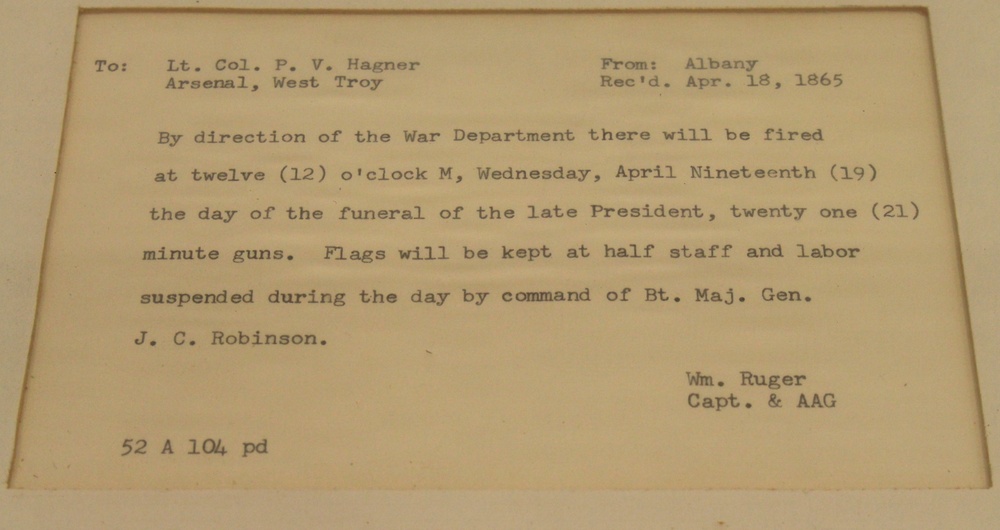 To: Lt. Col. P. V. Hagner From: Albany
Arsenal, West Troy Rec'd. Apr. 18, 1865
By direction of the War Department there will be fired
at twelve (12) o'clock M, Wednesday, April Nineteenth (19)
the day of the funeral of the late President, twenty one (21)
minute guns. Flags will be kept at half staff and labor
suspended during the day by command of Bt. Maj. Gen.
J. C. Robinson.
Wm. Ruger
Capt. & AAG
52 A 104 pd